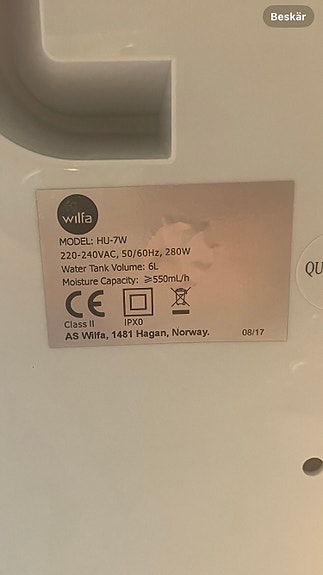 Beskär
wilfa
MODEL: HU-7W
220-240VAC, 50/60Hz, 280W
Water Tank Volume: 6L
Moisture Capacity: ≥550mL/h
CE
Class II
IPX0
AS Wilfa, 1481 Hagan, Norway.
08/17
QU